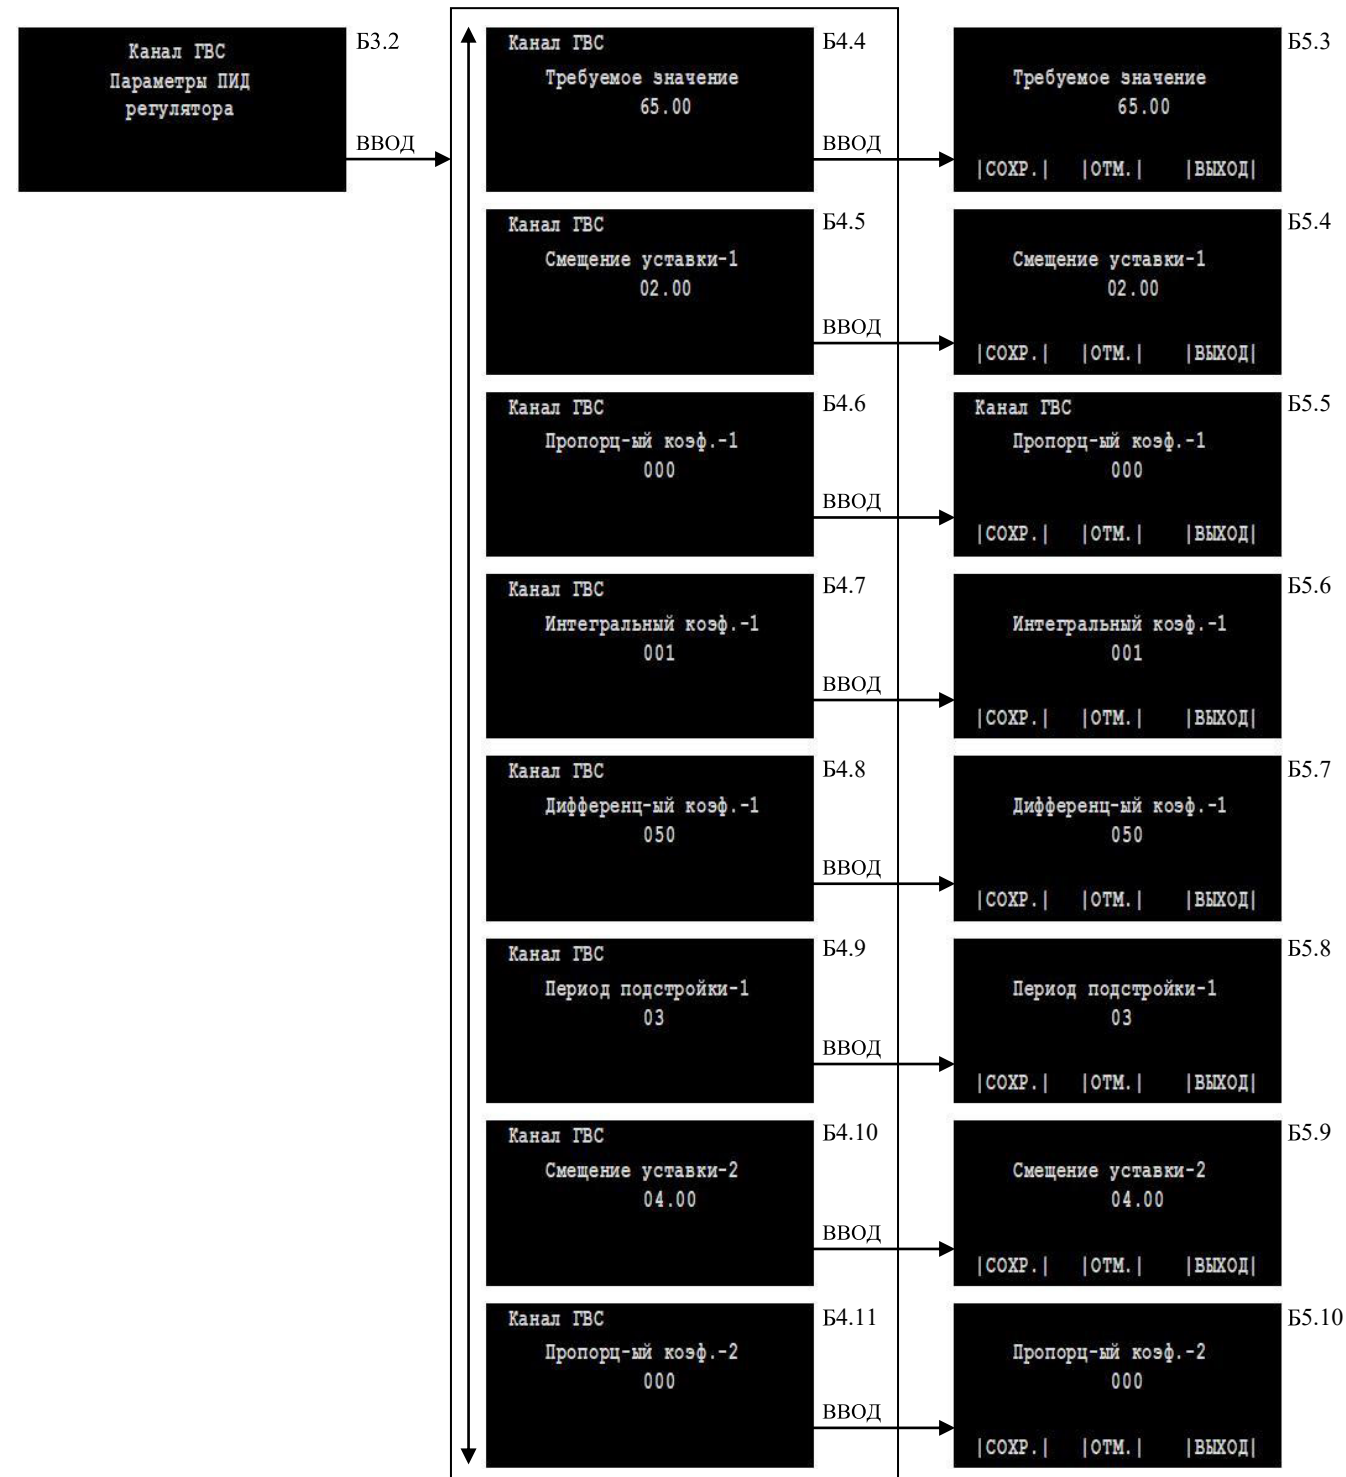 Канал ГВС
Параметры ПИД
регулятора
Б3.2
ВВОД
Канал ГВС
Требуемое значение
65.00
Б4.4
ВВОД
Требуемое значение
65.00
|СОХР.| |ОТМ.| |ВЫХОД|
Б5.3
Канал ГВС
Смещение уставки-1
02.00
Б4.5
ВВОД
Смещение уставки-1
02.00
|СОХР.| |ОТМ.| |ВЫХОД|
Б5.4
Канал ГВС
Пропорц-ый коэф.-1
000
Б4.6
ВВОД
Канал ГВС
Пропорц-ый коэф.-1
000
|СОХР.| |ОТМ.| |ВЫХОД|
Б5.5
Канал ГВС
Интегральный коэф.-1
001
Б4.7
ВВОД
Интегральный коэф.-1
001
|СОХР.| |ОТМ.| |ВЫХОД|
Б5.6
Канал ГВС
Дифференц-ый коэф.-1
050
Б4.8
ВВОД
Дифференц-ый коэф.-1
050
|СОХР.| |ОТМ.| |ВЫХОД|
Б5.7
Канал ГВС
Период подстройки-1
03
Б4.9
ВВОД
Период подстройки-1
03
|СОХР.| |ОТМ.| |ВЫХОД|
Б5.8
Канал ГВС
Смещение уставки-2
04.00
Б4.10
ВВОД
Смещение уставки-2
04.00
|СОХР.| |ОТМ.| |ВЫХОД|
Б5.9
Канал ГВС
Пропорц-ый коэф.-2
000
Б4.11
ВВОД
Пропорц-ый коэф.-2
000
|СОХР.| |ОТМ.| |ВЫХОД|
Б5.10